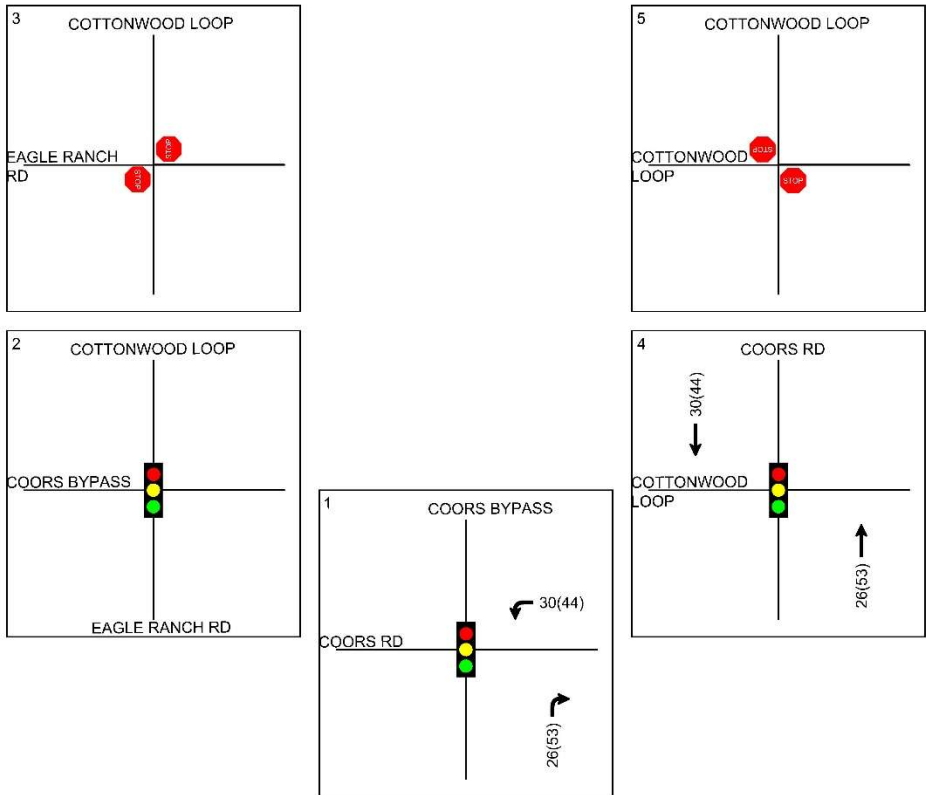 3
COTTONWOOD LOOP
EAGLE RANCH
RD
STOP
STOP
5
COTTONWOOD LOOP
COTTONWOOD
LOOP
STOP
STOP
2
COTTONWOOD LOOP
COORS BYPASS
EAGLE RANCH RD
1
COORS BYPASS
COORS RD
30(44)
26(53)
4
COORS RD
30(44)
COTTONWOOD
LOOP
26(53)